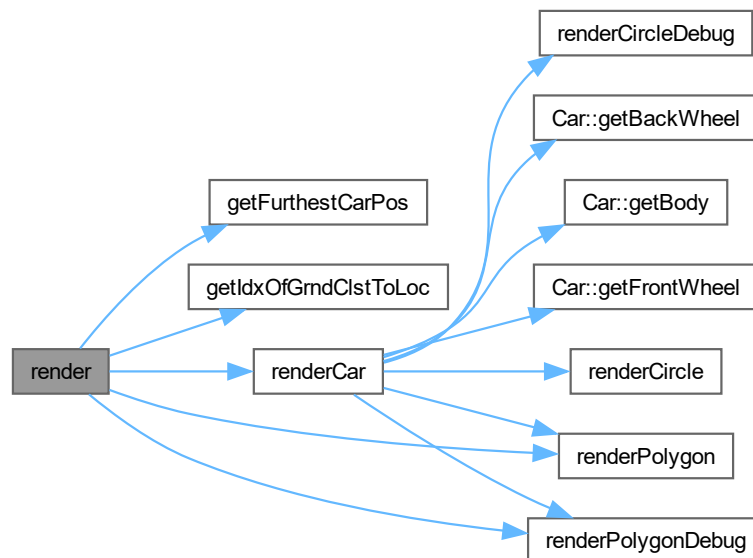 renderCircleDebug
Car::getBackWheel
getFurthestCarPos
Car::getBody
getIdxOfGrndClstToLoc
Car::getFrontWheel
render
renderCar
renderCircle
renderPolygon
renderPolygonDebug